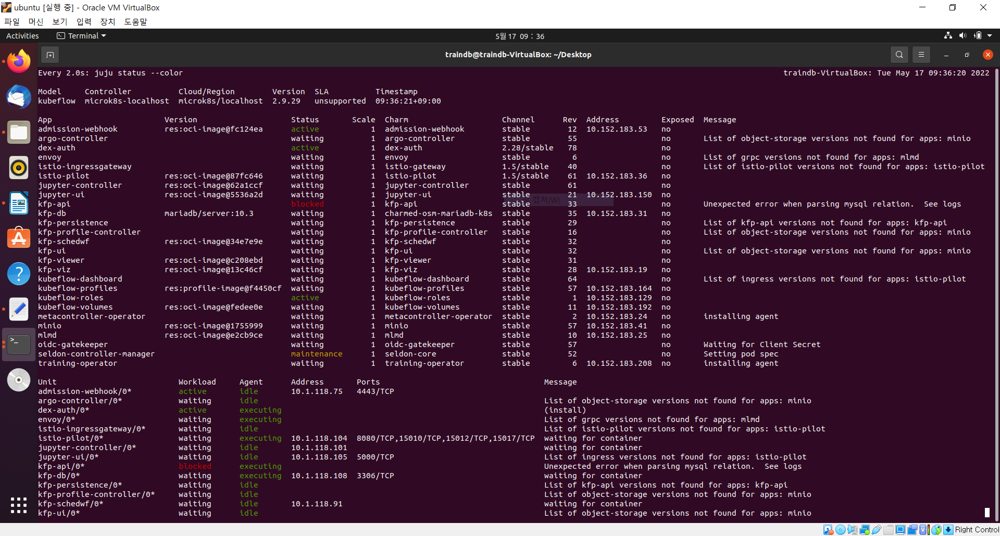 ubuntu [실행 중] - Oracle VM VirtualBox
파일 머신 보기 입력 장치 도움말
Activities Terminal 5월 17 09 : 36
traindb@traindb-VirtualBox: ~/Desktop
Every 2.0s: juju status --color traindb-VirtualBox: Tue May 17 09:36:20 2022
Model Controller Cloud/Region Version SLA Timestamp
kubeflow microk8s-localhost microk8s/localhost 2.9.29 unsupported 09:36:21+09:00
App Version Status Scale Charm Channel Rev Address Exposed Message
admission-webhook res:oci-image@fc124ea active 1 admission-webhook stable 12 10.152.183.53 no
argo-controller waiting 1 argo-controller stable 55 no List of object-storage versions not found for apps: minio
dex-auth active 1 dex-auth 2.28/stable 78 no
envoy waiting 1 envoy stable 6 no List of grpc versions not found for apps: mlmd
istio-ingressgateway waiting 1 istio-gateway 1.5/stable 40 no List of istio-pilot versions not found for apps: istio-pilot
istio-pilot res:oci-image@87fc646 waiting 1 istio-pilot 1.5/stable 61 10.152.183.36 no
jupyter-controller res:oci-image@62a1ccf waiting 1 jupyter-controller stable 61 no
jupyter-ui res:oci-image@5536a2d waiting 1 jupyter-ui stable 21 10.152.183.150 no
캡처(W)
kfp-api blocked 1 kfp-api stable 33 no Unexpected error when parsing mysql relation. See logs
kfp-db mariadb/server:10.3 waiting 1 charmed-osm-mariadb-k8s stable 35 10.152.183.31 no
kfp-persistence waiting 1 kfp-persistence stable 29 no List of kfp-api versions not found for apps: kfp-api
kfp-profile-controller waiting 1 kfp-profile-controller stable 16 no List of object-storage versions not found for apps: minio
kfp-schedwf res:oci-image@34e7e9e waiting 1 kfp-schedwf stable 32 no
kfp-ui waiting 1 kfp-ui stable 32 no List of object-storage versions not found for apps: minio
kfp-viewer res:oci-image@c208ebd waiting 1 kfp-viewer stable 31 no
kfp-viz res:oci-image@13c46cf waiting 1 kfp-viz stable 28 10.152.183.19 no
kubeflow-dashboard waiting 1 kubeflow-dashboard stable 64 no List of ingress versions not found for apps: istio-pilot
kubeflow-profiles res:profile-image@f4450cf waiting 1 kubeflow-profiles stable 57 10.152.183.164 no
kubeflow-roles active 1 kubeflow-roles stable 1 10.152.183.129 no
kubeflow-volumes res:oci-image@fedee0e waiting 1 kubeflow-volumes stable 11 10.152.183.192 no
metacontroller-operator waiting 1 metacontroller-operator stable 2 10.152.183.24 no installing agent
minio res:oci-image@1755999 waiting 1 minio stable 57 10.152.183.41 no
mlmd res:oci-image@e2cb9ce waiting 1 mlmd stable 10 10.152.183.25 no
oidc-gatekeeper waiting 1 oidc-gatekeeper stable 57 no Waiting for Client Secret
seldon-controller-manager maintenance 1 seldon-core stable 52 no Setting pod spec
training-operator waiting 1 training-operator stable 6 10.152.183.208 no installing agent
Unit Workload Agent Address Ports Message
admission-webhook/0* active idle 10.1.118.75 4443/TCP
argo-controller/0* waiting idle List of object-storage versions not found for apps: minio
dex-auth/0* active executing (install)
envoy/0* waiting executing List of grpc versions not found for apps: mlmd
istio-ingressgateway/0* waiting idle List of istio-pilot versions not found for apps: istio-pilot
istio-pilot/0* waiting executing 10.1.118.104 8080/TCP,15010/TCP,15012/TCP,15017/TCP waiting for container
jupyter-controller/0* waiting idle 10.1.118.101 waiting for container
jupyter-ui/0* waiting idle 10.1.118.105 5000/TCP List of ingress versions not found for apps: istio-pilot
kfp-api/0* blocked executing Unexpected error when parsing mysql relation. See logs
kfp-db/0* waiting executing 10.1.118.108 3306/TCP waiting for container
kfp-persistence/0* waiting idle List of kfp-api versions not found for apps: kfp-api
kfp-profile-controller/0* waiting idle List of object-storage versions not found for apps: minio
kfp-schedwf/0* waiting idle 10.1.118.91 waiting for container
kfp-ui/0* waiting idle List of object-storage versions not found for apps: minio
Right Control